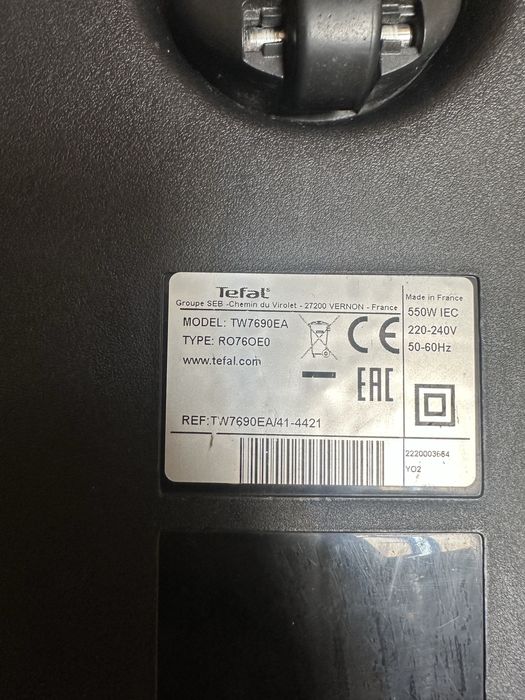 Tefal
Groupe SEB -Chemin du Virolet - 27200 VERNON - France
MODEL: TW7690EA
TYPE: RO76OE0
www.tefal.com
CE
EAC
REF:TW7690EA/41-4421
Made in France
550W IEC
220-240V
50-60Hz
2220003664
YO2